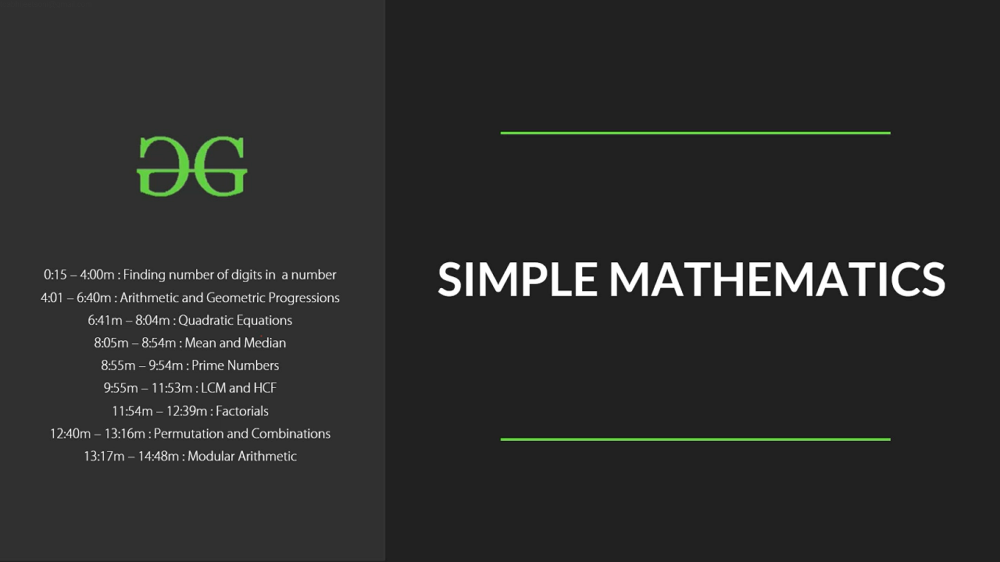 0:15 – 4:00m : Finding number of digits in  a number
4:01 – 6:40m : Arithmetic and Geometric Progressions
6:41m – 8:04m : Quadratic Equations
8:05m – 8:54m : Mean and Median
8:55m – 9:54m : Prime Numbers
9:55m – 11:53m : LCM and HCF
11:54m – 12:39m : Factorials
12:40m – 13:16m : Permutation and Combinations
13:17m – 14:48m : Modular Arithmetic
SIMPLE MATHEMATICS